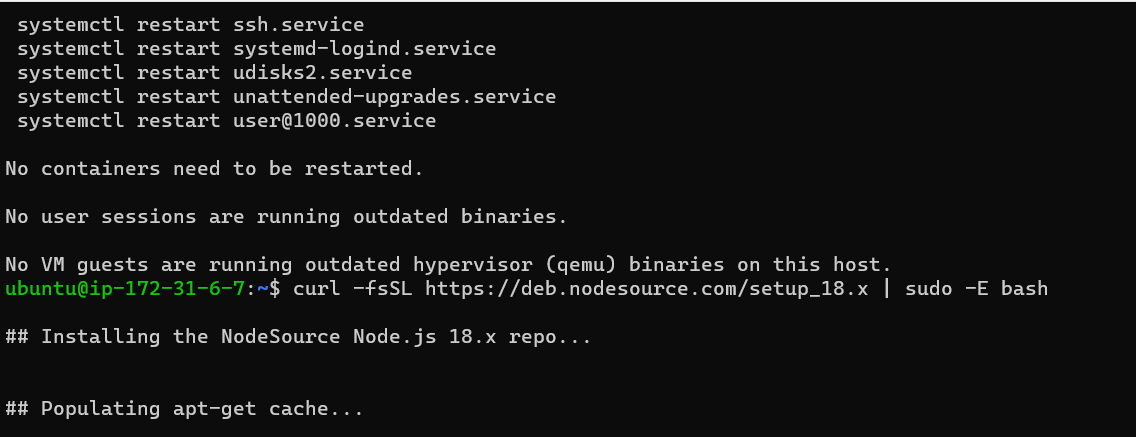 systemctl restart ssh.service
systemctl restart systemd-logind.service
systemctl restart udisks2.service
systemctl restart unattended-upgrades.service
systemctl restart user@1000.service
No containers need to be restarted.
No user sessions are running outdated binaries.
No VM guests are running outdated hypervisor (qemu) binaries on this host.
ubuntu@ip-172-31-6-7:~$ curl -fsSL https://deb.nodesource.com/setup_18.x | sudo -E bash
## Installing the NodeSource Node.js 18.x repo...
## Populating apt-get cache...